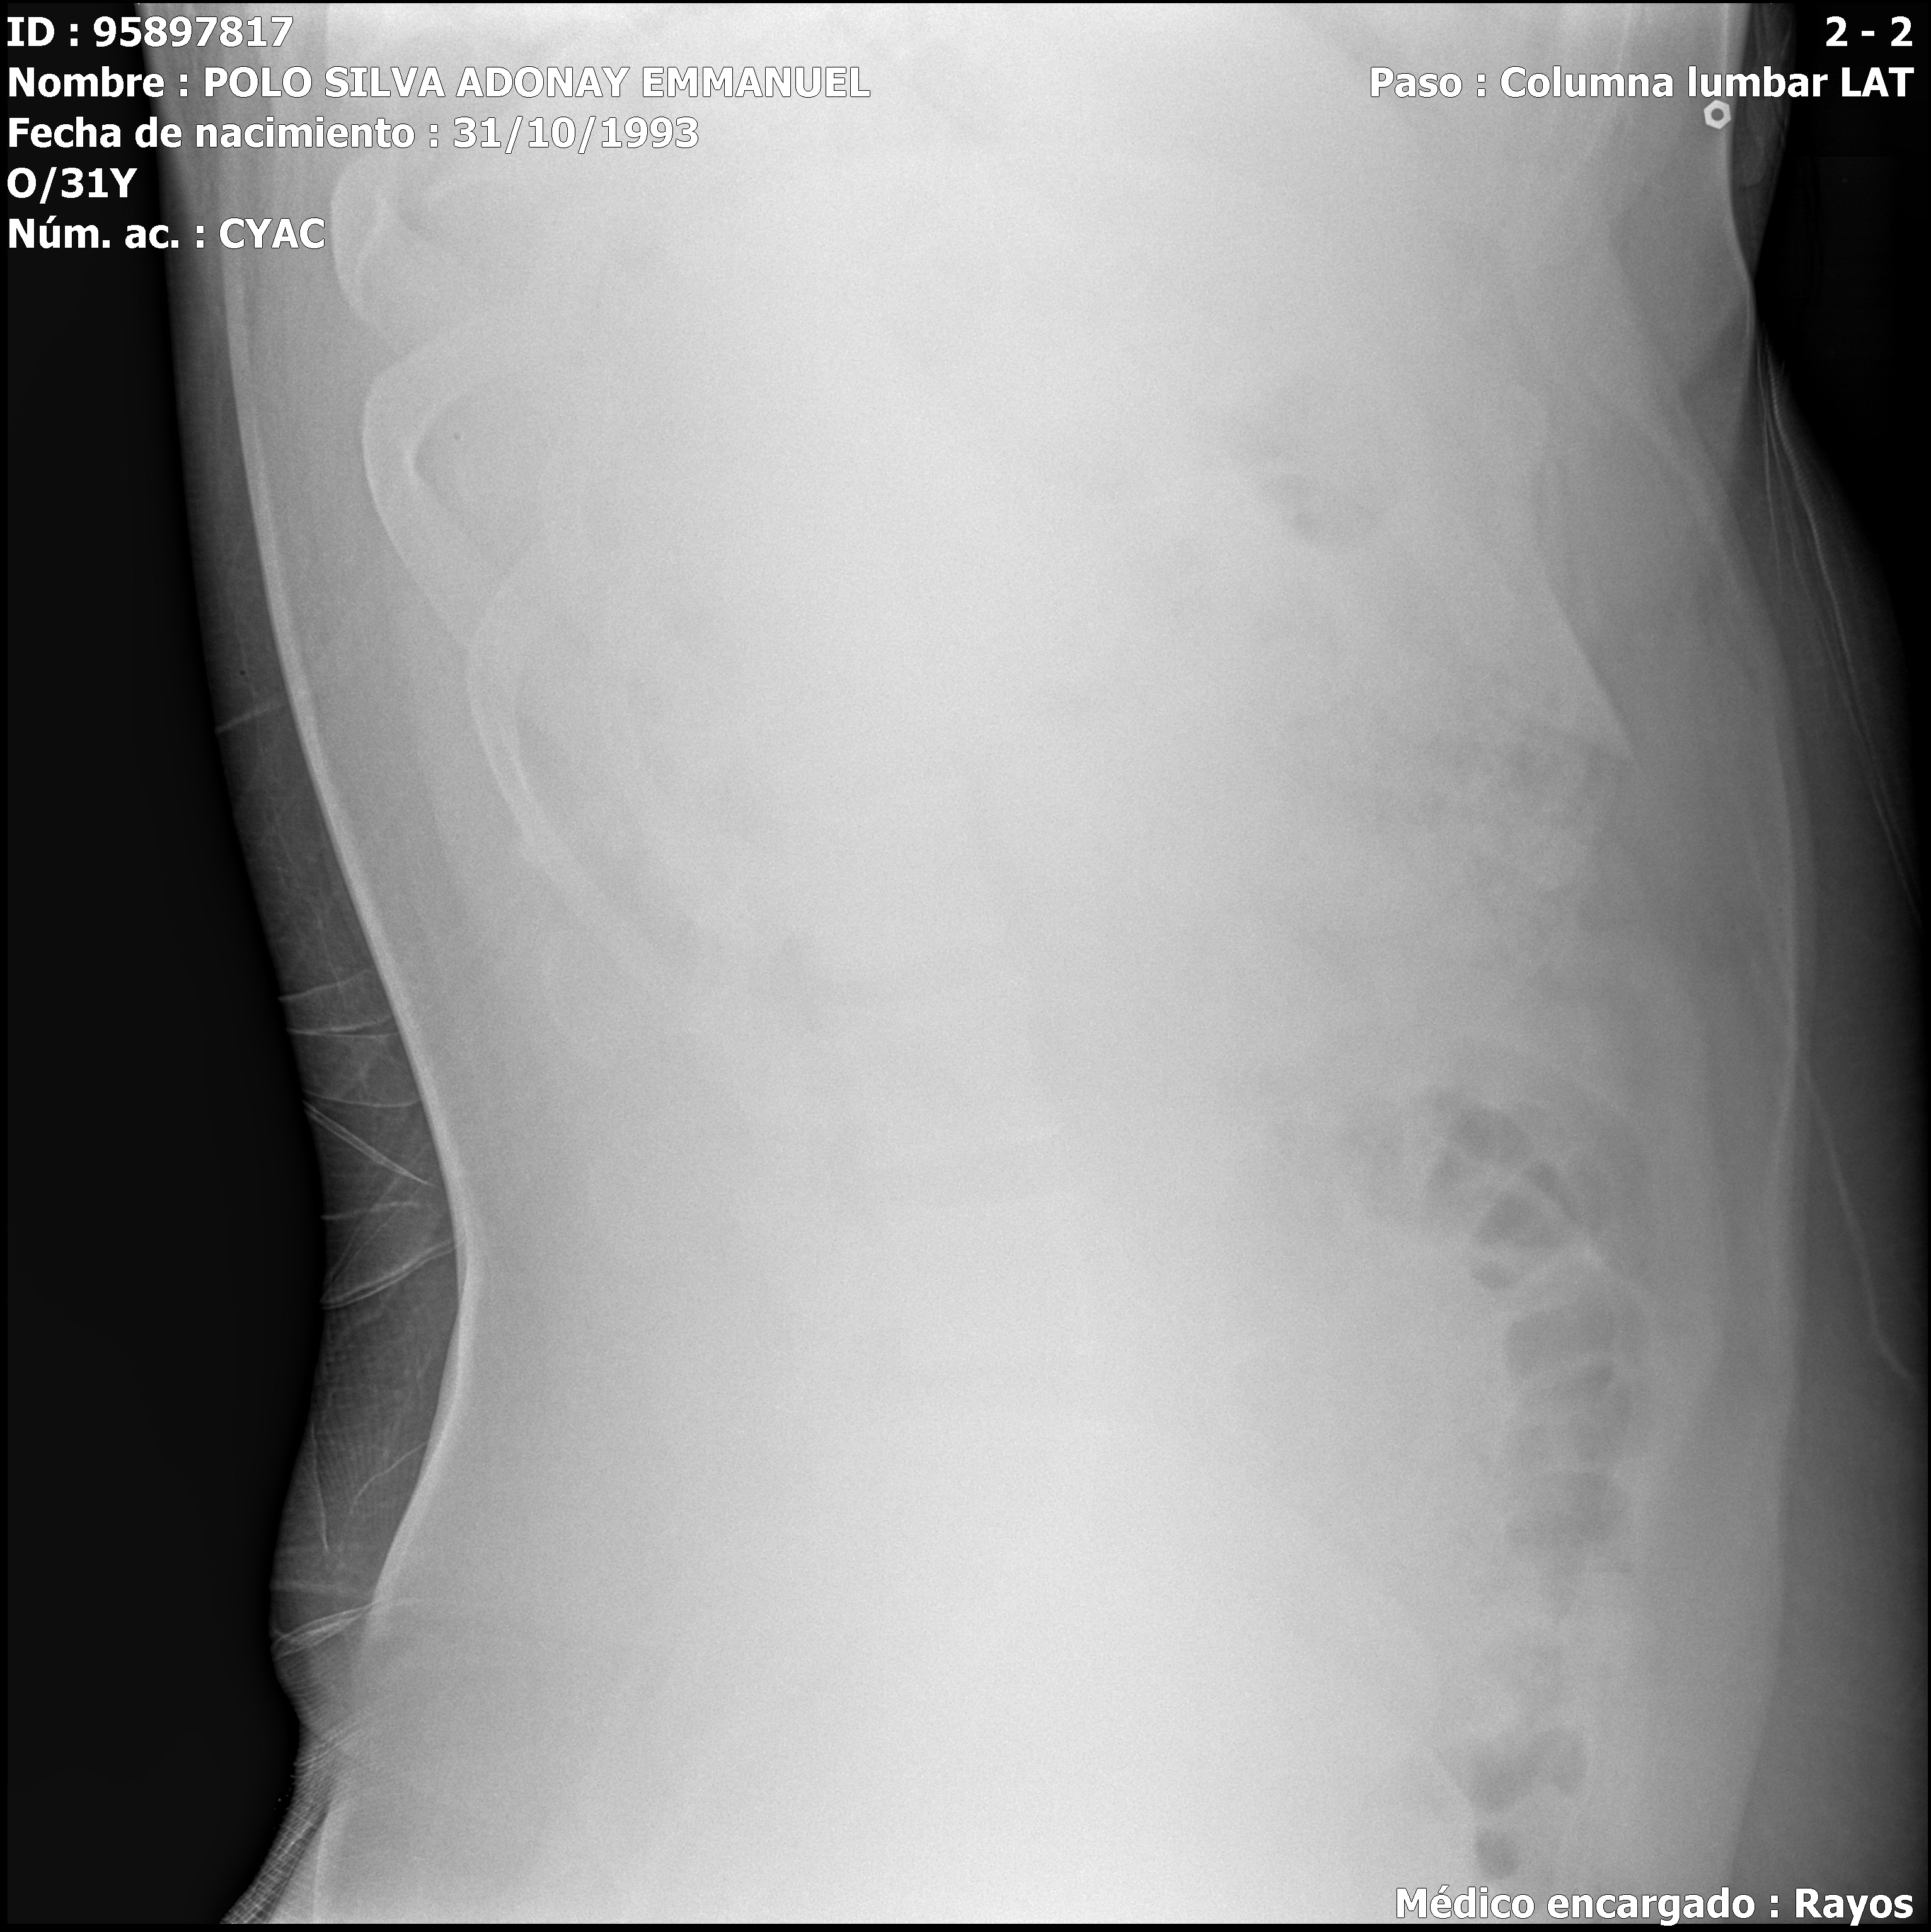 ID : 95897817
Nombre : POLO SILVA ADONAY EMMANUEL
Fecha de nacimiento : 31/10/1993
O/31Y
Núm. ac. : CYAC
2 - 2
Paso : Columna lumbar LAT
Médico encargado : Rayos